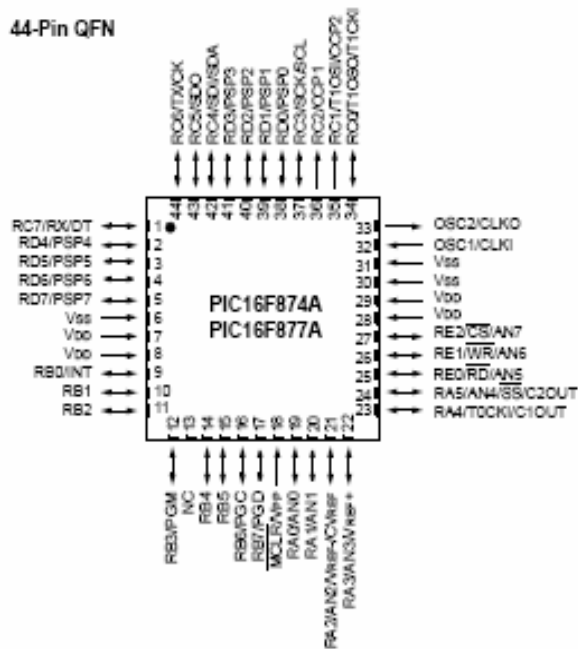 44-Pin QFN
RC6/TX/CK
RC5/SDO
RC4/SDI/SDA
RD3/PSP3
RD2/PSP2
RD1/PSP1
RD0/PSP0
RC3/SCK/SCL
RC2/CCP1
RC1/T1OSI/CCP2
RC0/T1OSO/T1CKI
44 43 42 41 40 39 38 37 36 35 34
RC7/RX/DT 1
RD4/PSP4 2
RD5/PSP5 3
RD6/PSP6 4
RD7/PSP7 5
VSS 6
VDD 7
VDD 8
RB0/INT 9
RB1 10
RB2 11
PIC16F874A
PIC16F877A
33 OSC2/CLKO
32 OSC1/CLKI
31 VSS
30 VSS
29 VDD
28 VDD
27 RE2/CS/AN7
26 RE1/WR/AN6
25 RE0/RD/AN5
24 RA5/AN4/SS/C2OUT
23 RA4/T0CKI/C1OUT
12 13 14 15 16 17 18 19 20 21 22
RB3/PGM
NC
RB4
RB5
RB6/PGC
RB7/PGD
MCLR/VPP
RA0/AN0
RA1/AN1
RA2/AN2/VREF-/CVREF
RA3/AN3/VREF+